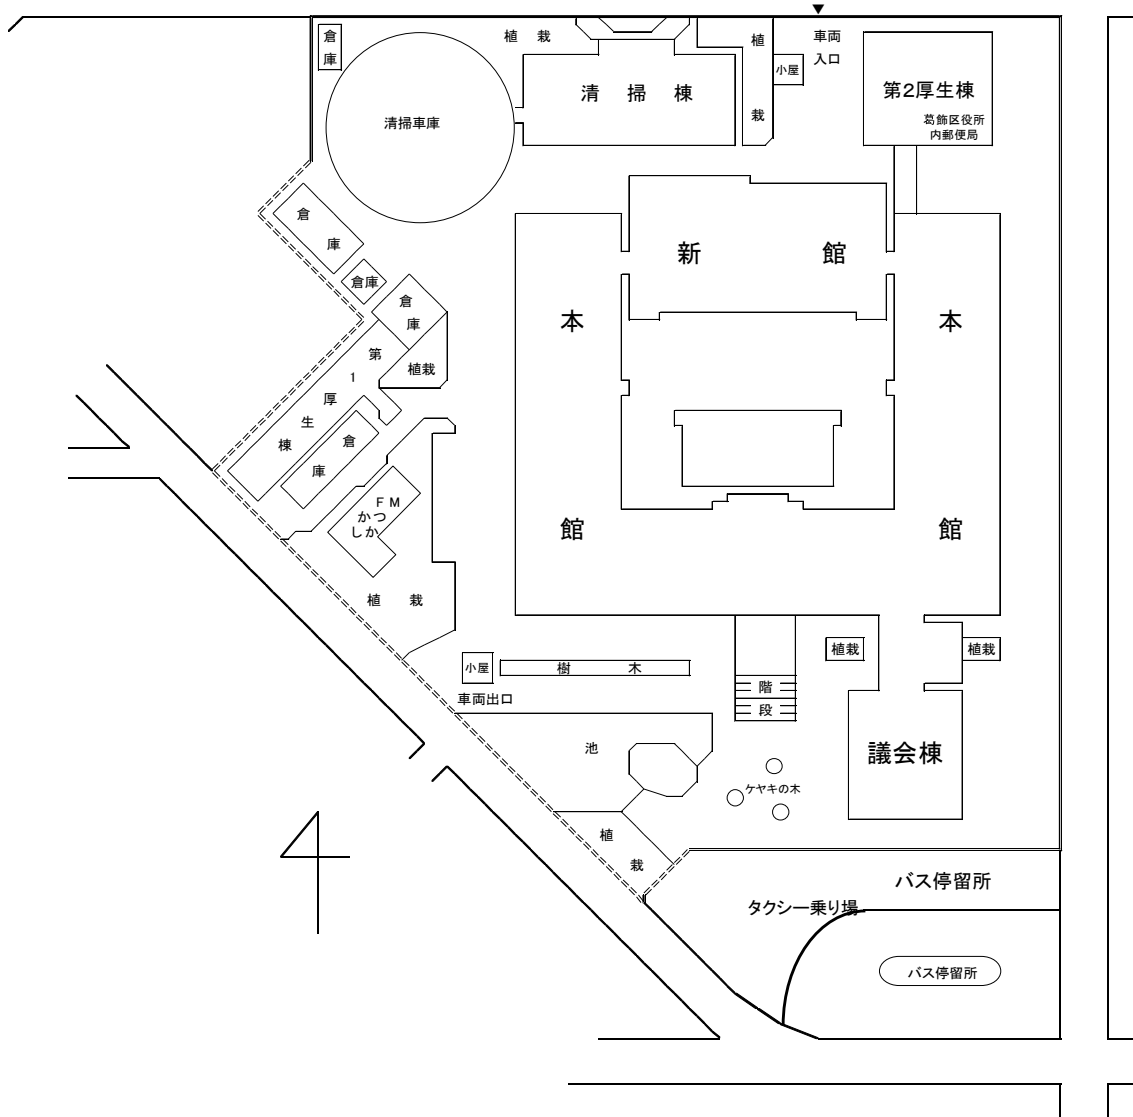 倉庫
植栽
植栽
小屋
車両
入口
清掃車庫
清掃棟
第2厚生棟
葛飾区役所
内郵便局
倉庫
倉庫
倉庫
植栽
第1厚生棟
倉庫
新館
本館
本館
FM
かつ
しか
植栽
小屋
樹木
車両出口
階
段
植栽
植栽
池
議会棟
ケヤキの木
植栽
バス停留所
タクシー乗り場
バス停留所